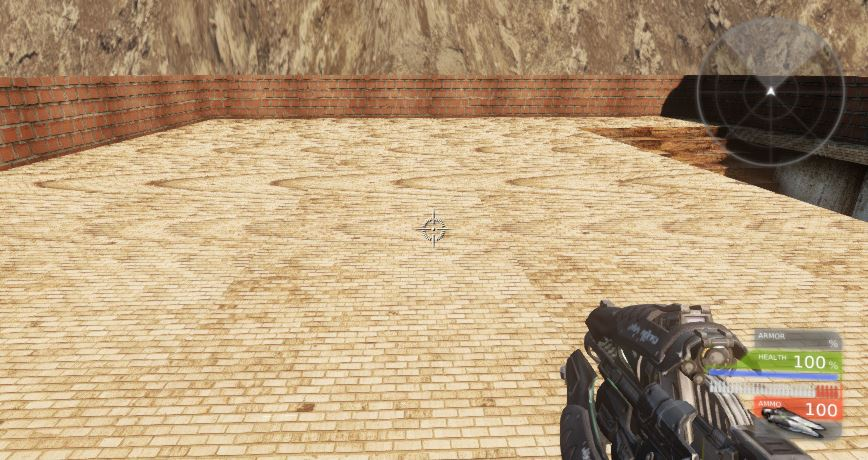 ARMOR
%
HEALTH 100 %
AMMO 100